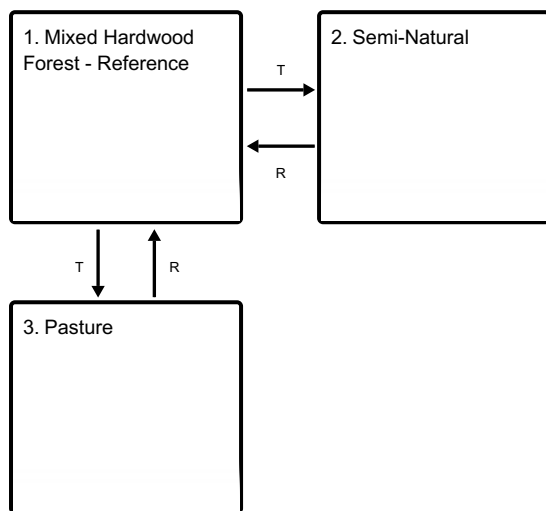 1. Mixed Hardwood
Forest - Reference
2. Semi-Natural
T
R
T
R
3. Pasture